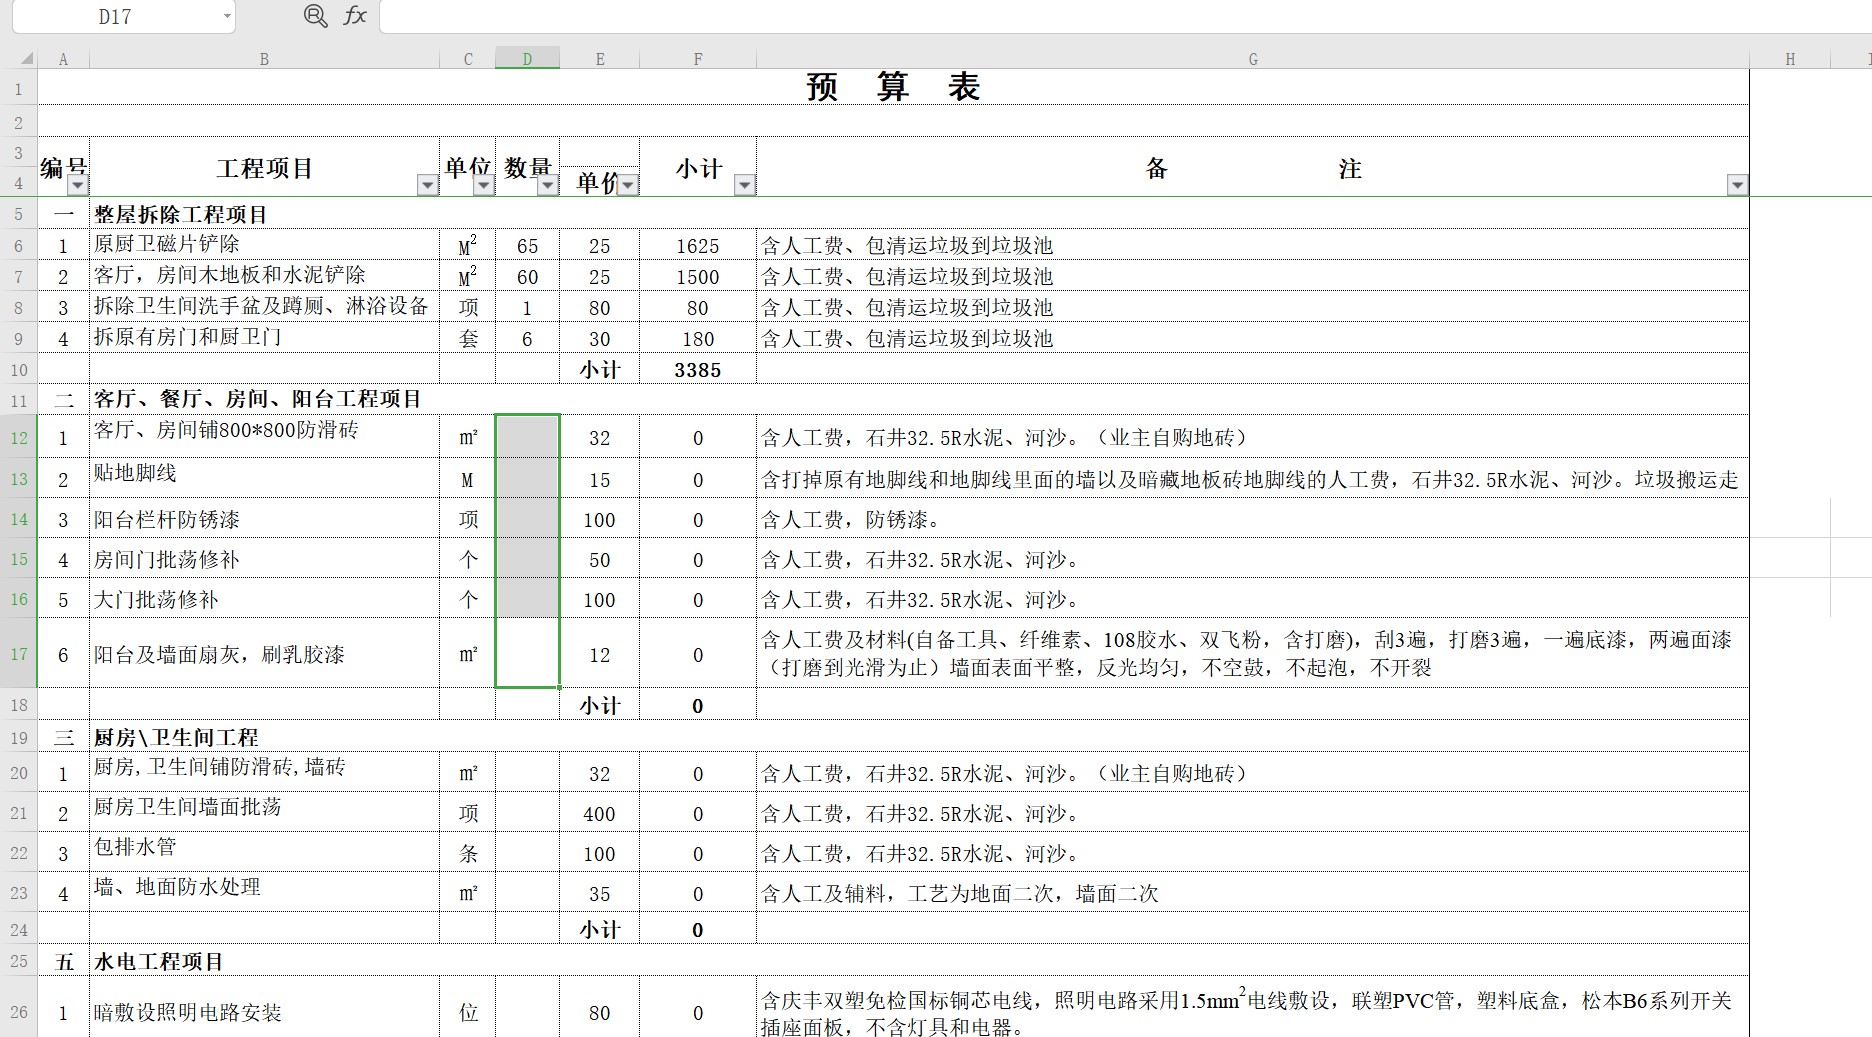 D17 fx
A B C D E F G H
1 预 算 表
2
3 编号 工程项目 单位 数量 小计 备 注
4 单价
5 一 整屋拆除工程项目
6 1 原厨卫磁片铲除 M² 65 25 1625 含人工费、包清运垃圾到垃圾池
7 2 客厅，房间木地板和水泥铲除 M² 60 25 1500 含人工费、包清运垃圾到垃圾池
8 3 拆除卫生间洗手盆及蹲厕、淋浴设备 项 1 80 80 含人工费、包清运垃圾到垃圾池
9 4 拆原有房门和厨卫门 套 6 30 180 含人工费、包清运垃圾到垃圾池
10 小计 3385
11 二 客厅、餐厅、房间、阳台工程项目
12 1 客厅、房间铺800*800防滑砖 m² 32 0 含人工费，石井32.5R水泥、河沙。（业主自购地砖）
13 2 贴地脚线 M 15 0 含打掉原有地脚线和地脚线里面的墙以及暗藏地板砖地脚线的人工费，石井32.5R水泥、河沙。垃圾搬运走
14 3 阳台栏杆防锈漆 项 100 0 含人工费，防锈漆。
15 4 房间门批荡修补 个 50 0 含人工费，石井32.5R水泥、河沙。
16 5 大门批荡修补 个 100 0 含人工费，石井32.5R水泥、河沙。
17 6 阳台及墙面扇灰，刷乳胶漆 m² 12 0 含人工费及材料(自备工具、纤维素、108胶水、双飞粉，含打磨)，刮3遍，打磨3遍，一遍底漆，两遍面漆
（打磨到光滑为止）墙面表面平整，反光均匀，不空鼓，不起泡，不开裂
18 小计 0
19 三 厨房\卫生间工程
20 1 厨房,卫生间铺防滑砖,墙砖 m² 32 0 含人工费，石井32.5R水泥、河沙。（业主自购地砖）
21 2 厨房卫生间墙面批荡 项 400 0 含人工费，石井32.5R水泥、河沙。
22 3 包排水管 条 100 0 含人工费，石井32.5R水泥、河沙。
23 4 墙、地面防水处理 m² 35 0 含人工及辅料，工艺为地面二次，墙面二次
24 小计 0
25 五 水电工程项目
26 1 暗敷设照明电路安装 位 80 0 含庆丰双塑免检国标铜芯电线，照明电路采用1.5mm²电线敷设，联塑PVC管，塑料底盒，松本B6系列开关
插座面板，不含灯具和电器。